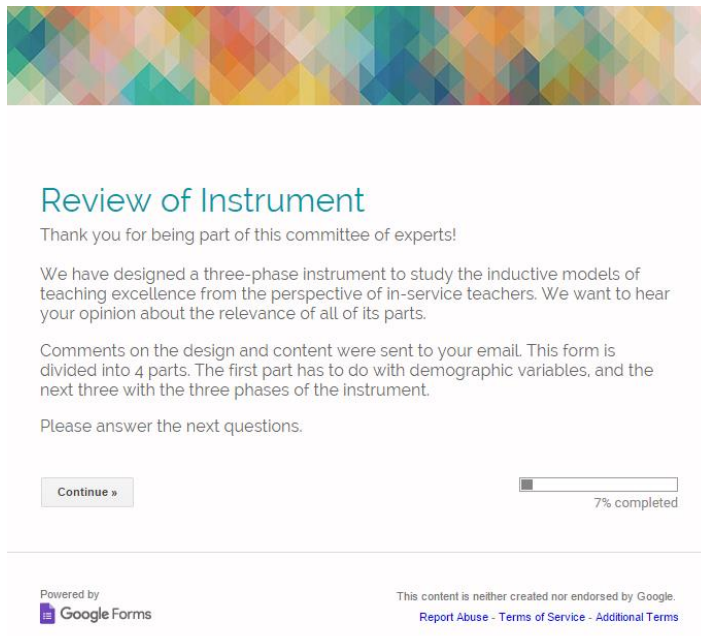 Review of Instrument
Thank you for being part of this committee of experts!
We have designed a three-phase instrument to study the inductive models of
teaching excellence from the perspective of in-service teachers. We want to hear
your opinion about the relevance of all of its parts.
Comments on the design and content were sent to your email. This form is
divided into 4 parts. The first part has to do with demographic variables, and the
next three with the three phases of the instrument.
Please answer the next questions.
Continue »
7% completed
Powered by
Google Forms
This content is neither created nor endorsed by Google.
Report Abuse - Terms of Service - Additional Terms